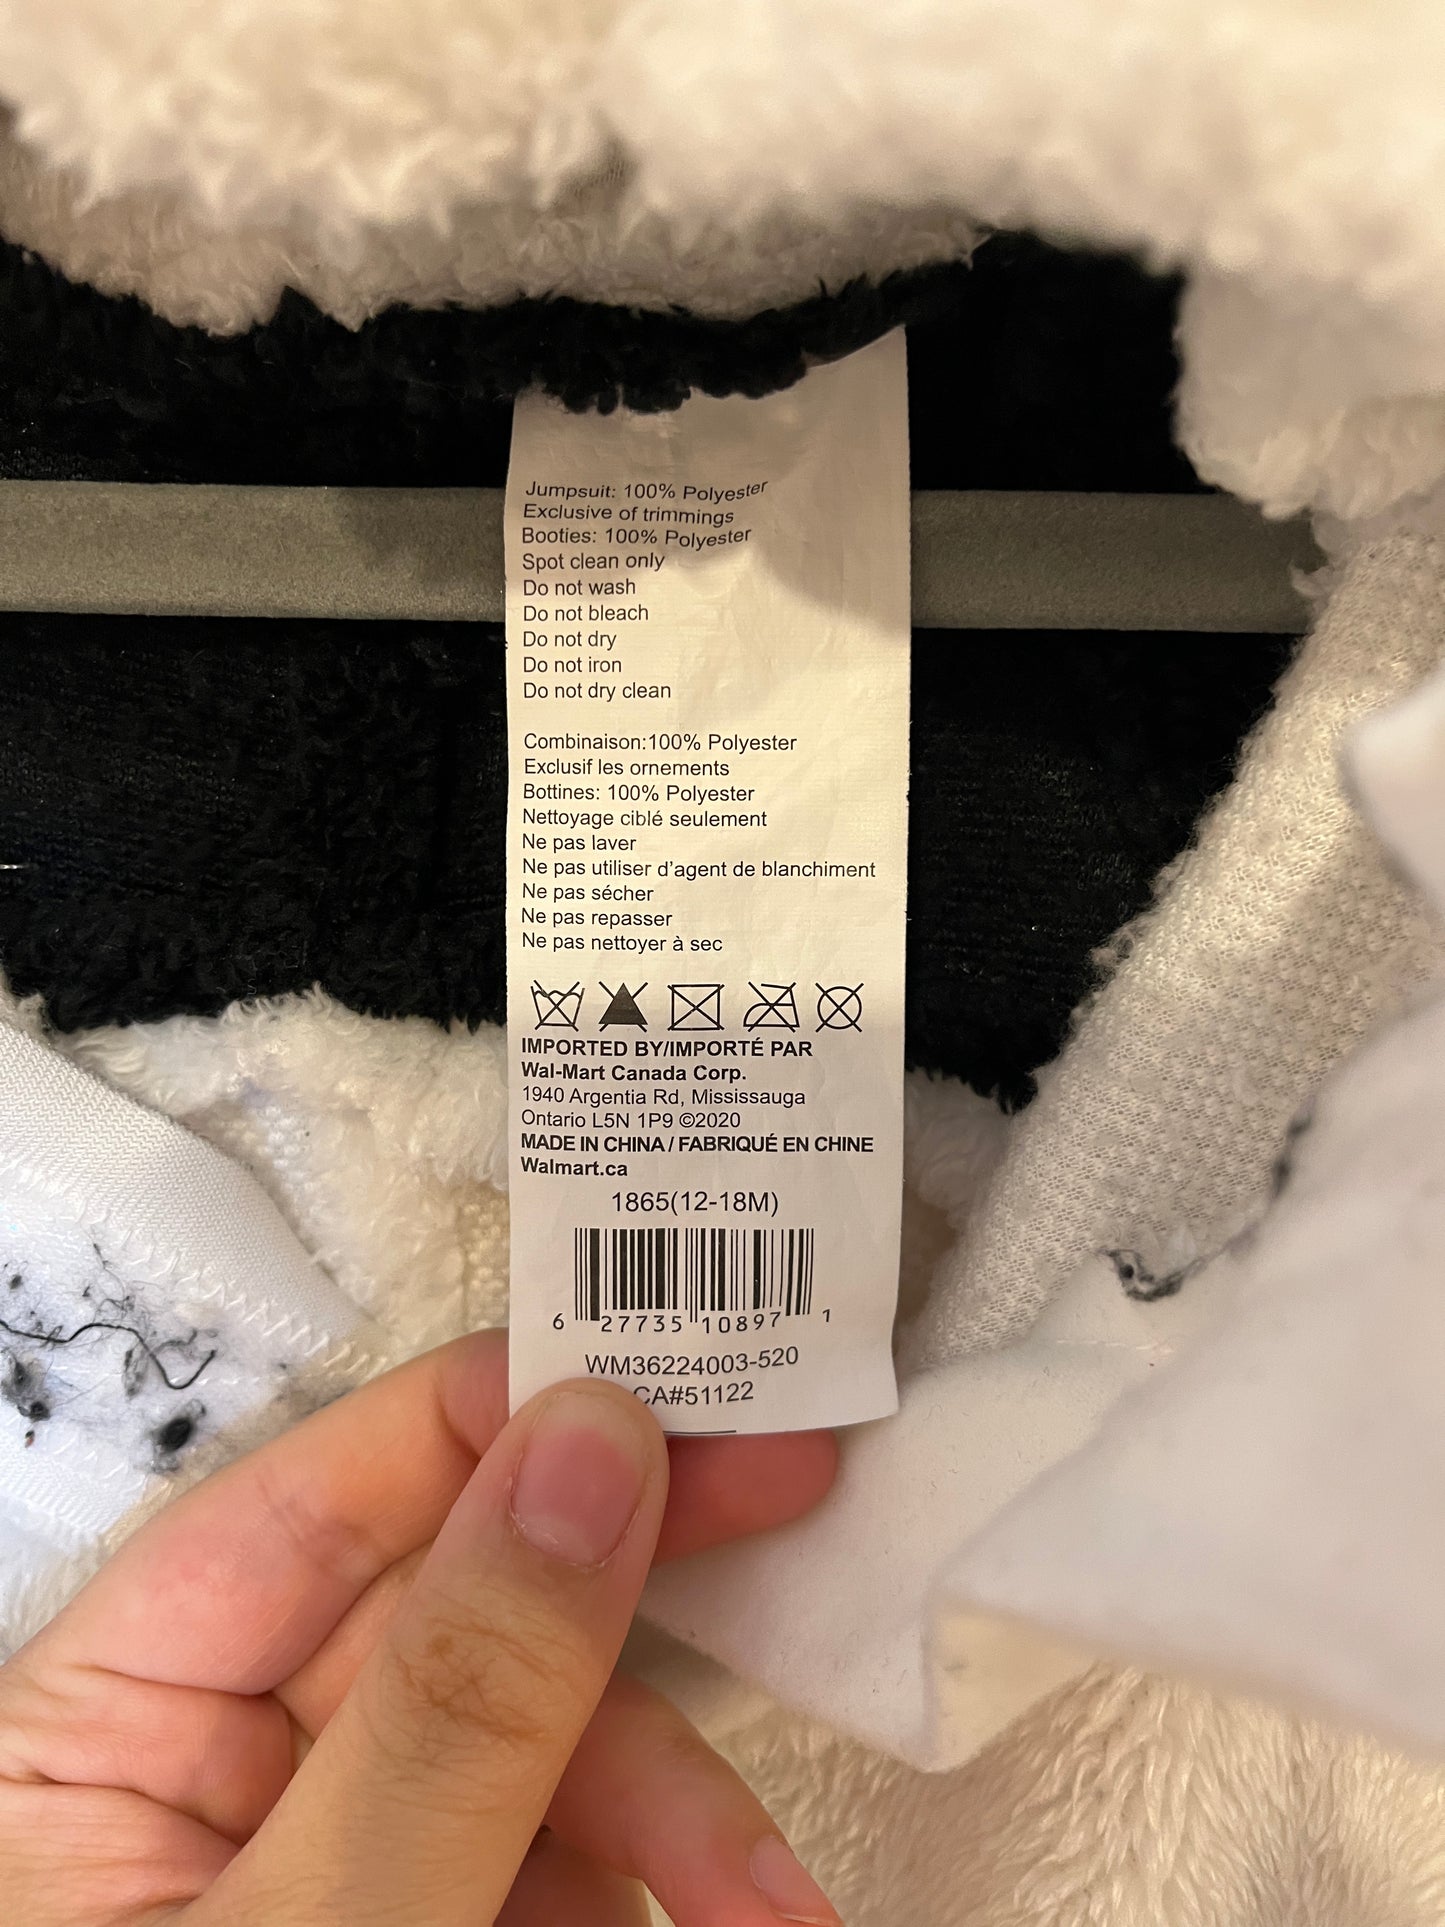 Jumpsuit: 100% Polyester
Exclusive of trimmings
Booties: 100% Polyester
Spot clean only
Do not wash
Do not bleach
Do not dry
Do not iron
Do not dry clean
Combinaison:100% Polyester
Exclusif les ornements
Bottines: 100% Polyester
Nettoyage ciblé seulement
Ne pas laver
Ne pas utiliser d'agent de blanchiment
Ne pas sécher
Ne pas repasser
Ne pas nettoyer à sec
IMPORTED BY/IMPORTÉ PAR
Wal-Mart Canada Corp.
1940 Argentia Rd, Mississauga
Ontario L5N 1P9 ©2020
MADE IN CHINA / FABRIQUÉ EN CHINE
Walmart.ca
1865(12-18M)
6 27735 10897 1
WM36224003-520
CA#51122